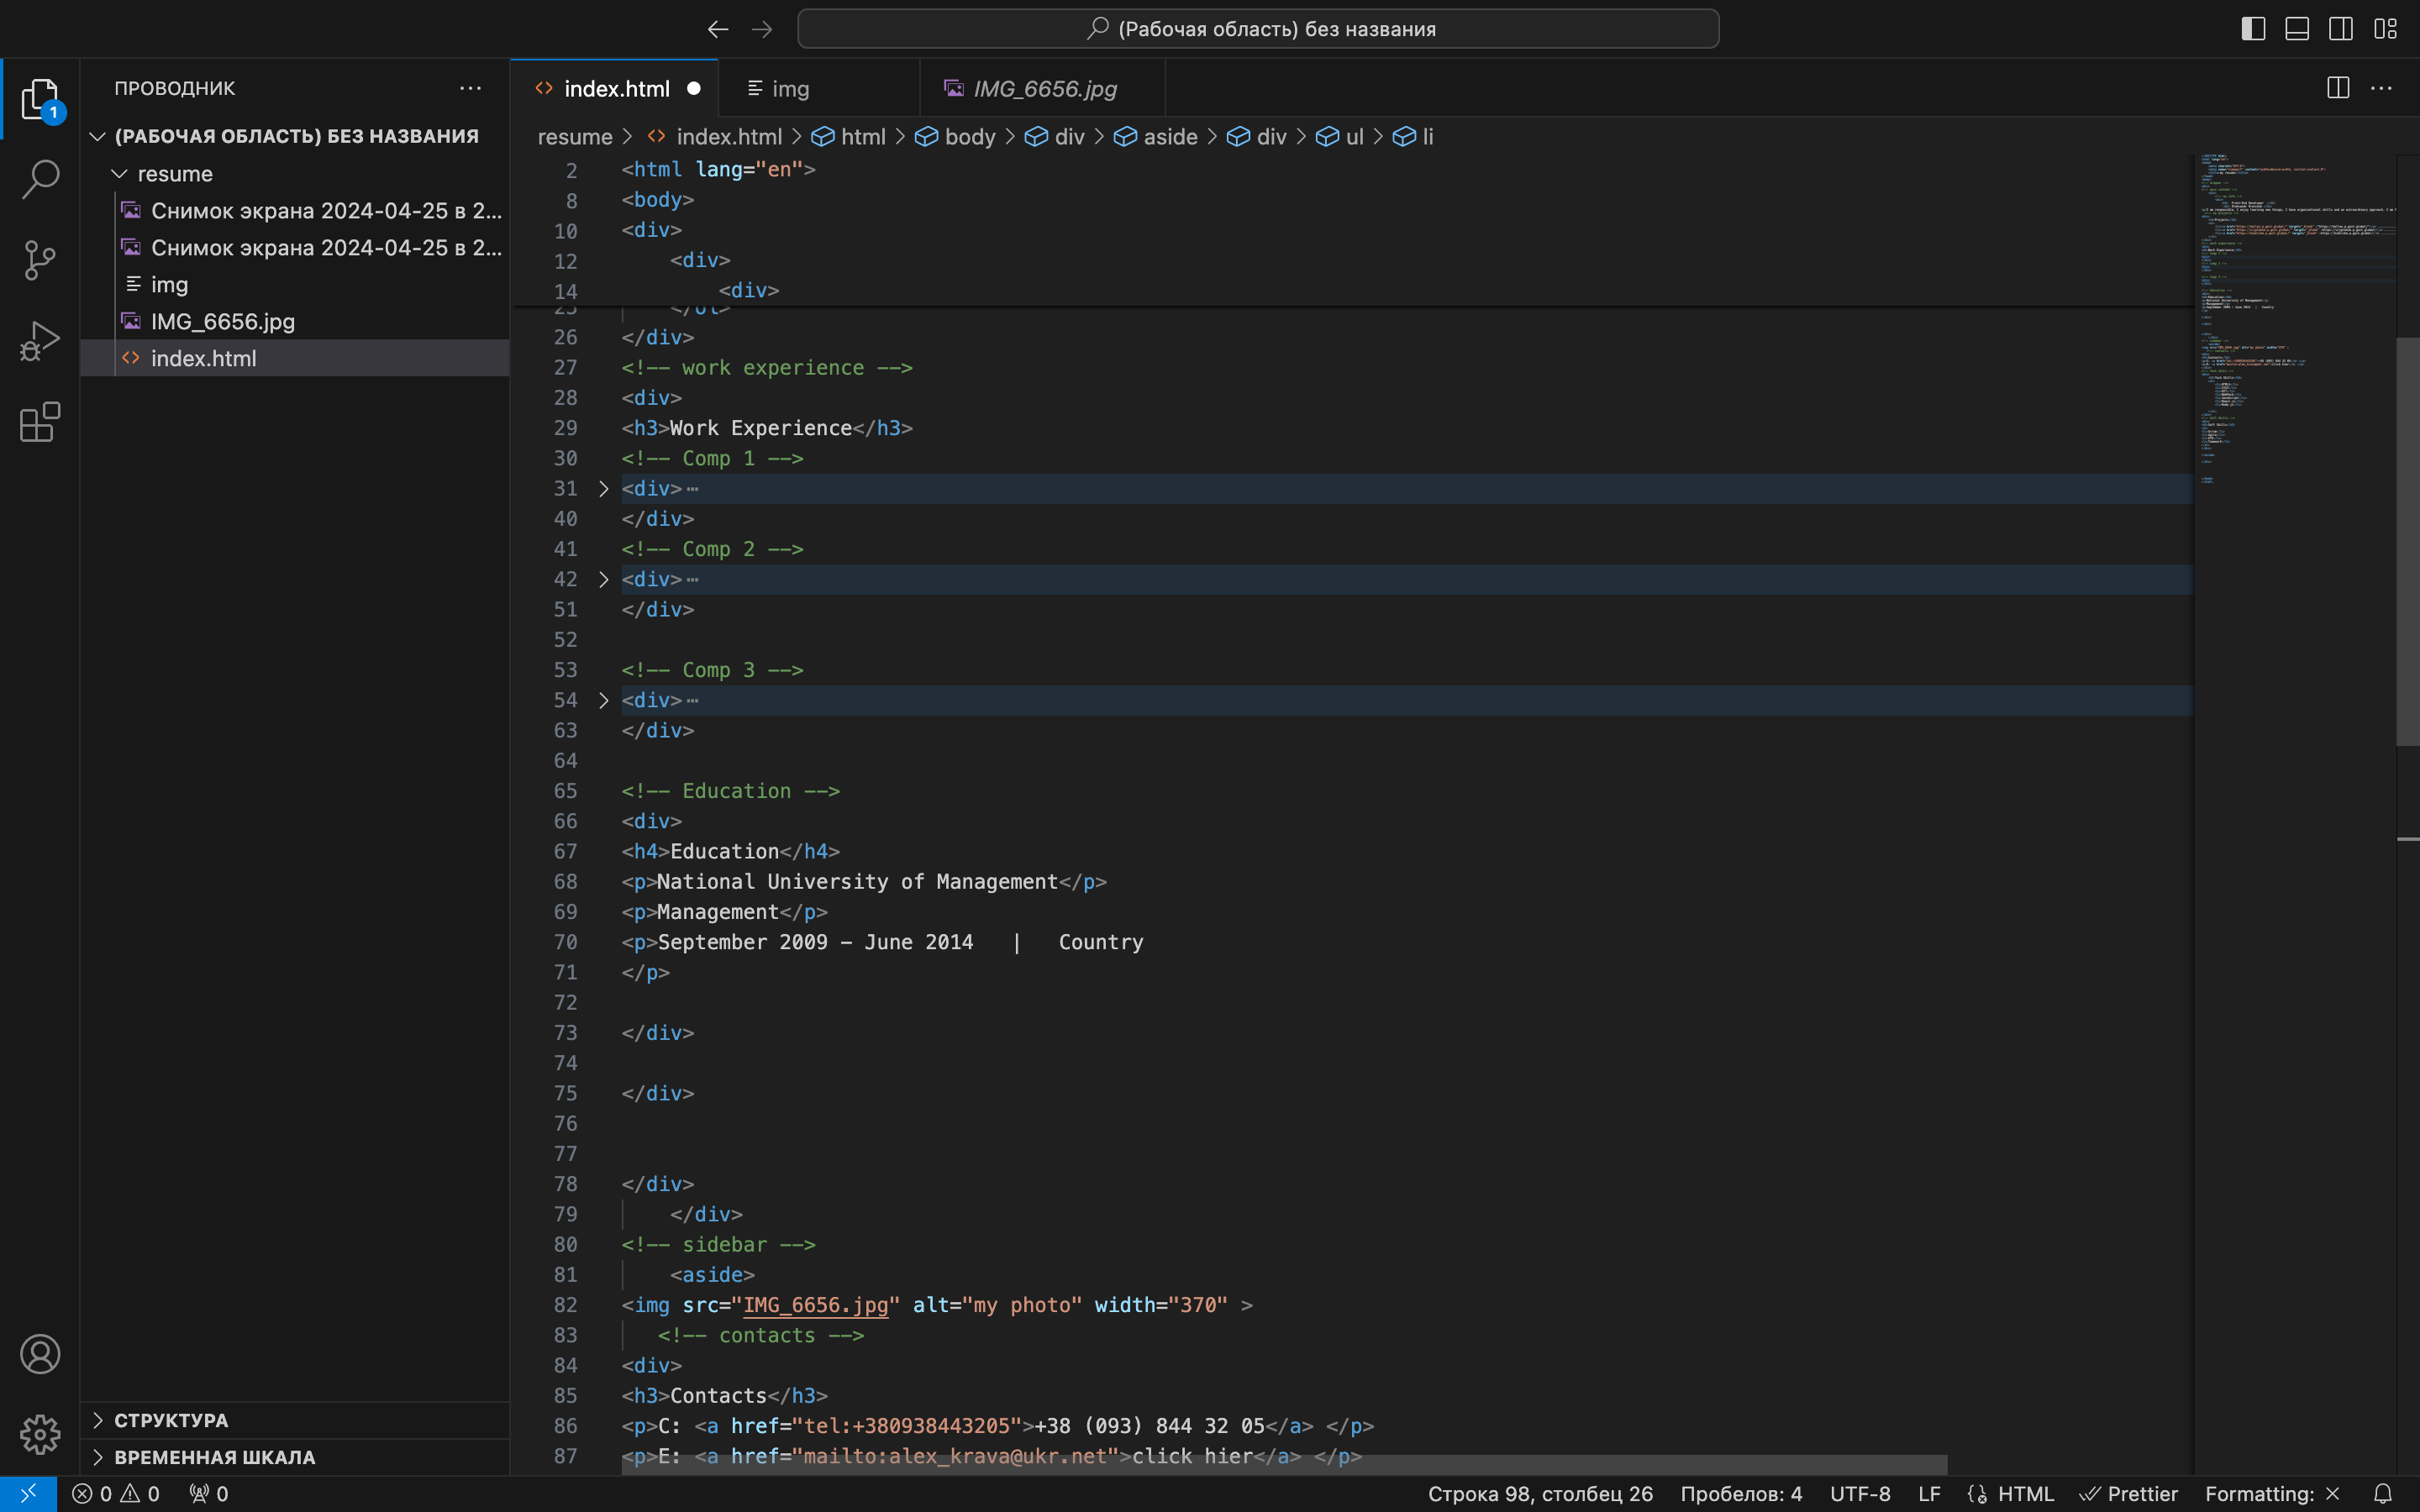 (Рабочая область) без названия
ПРОВОДНИК
index.html
img
IMG_6656.jpg
1
(РАБОЧАЯ ОБЛАСТЬ) БЕЗ НАЗВАНИЯ
resume
Снимок экрана 2024-04-25 в 2...
Снимок экрана 2024-04-25 в 2...
img
IMG_6656.jpg
index.html
СТРУКТУРА
ВРЕМЕННАЯ ШКАЛА
resume > index.html > html > body > div > aside > div > ul > li
2 <html lang="en">
8 <body>
10 <div>
12 <div>
14 <div>
25 </ol>
26 </div>
27 <!-- work experience -->
28 <div>
29 <h3>Work Experience</h3>
30 <!-- Comp 1 -->
31 <div>…
40 </div>
41 <!-- Comp 2 -->
42 <div>…
51 </div>
52
53 <!-- Comp 3 -->
54 <div>…
63 </div>
64
65 <!-- Education -->
66 <div>
67 <h4>Education</h4>
68 <p>National University of Management</p>
69 <p>Management</p>
70 <p>September 2009 – June 2014   |   Country
71 </p>
72
73 </div>
74
75 </div>
76
77
78 </div>
79 </div>
80 <!-- sidebar -->
81 <aside>
82 <img src="IMG_6656.jpg" alt="my photo" width="370" >
83 <!-- contacts -->
84 <div>
85 <h3>Contacts</h3>
86 <p>C: <a href="tel:+380938443205">+38 (093) 844 32 05</a> </p>
87 <p>E: <a href="mailto:alex_krava@ukr.net">click hier</a> </p>
0 0 0 Строка 98, столбец 26 Пробелов: 4 UTF-8 LF HTML Prettier Formatting: ×